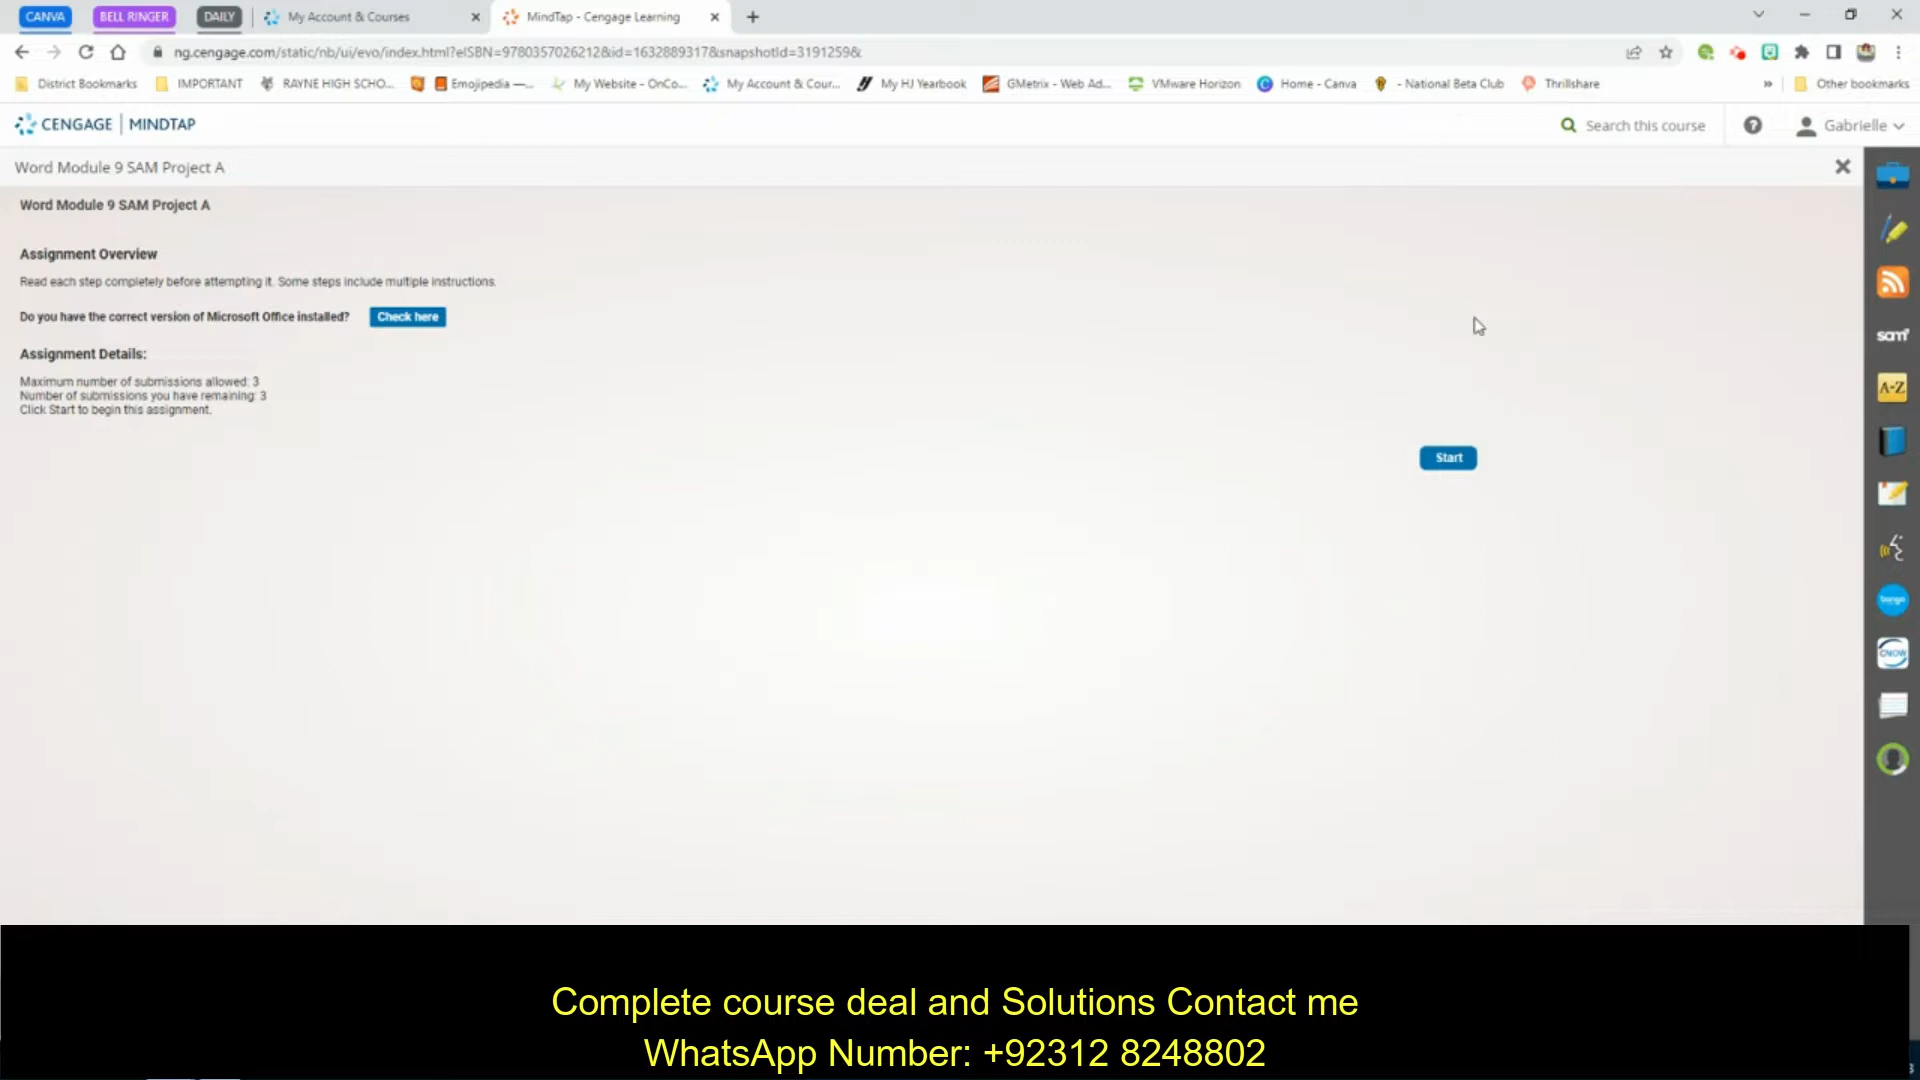 CANVA BELL RINGER DAILY My Account & Courses MindTap - Cengage Learning
ng.cengage.com/static/nb/ui/evo/index.html?eISBN=9780357026212&id=1632889317&snapshotId=3191259&
District Bookmarks IMPORTANT RAYNE HIGH SCHO... Emojipedia —... My Website - OnCo... My Account & Cour... My HJ Yearbook GMetrix - Web Ad... VMware Horizon Home - Canva - National Beta Club Thrillshare » Other bookmarks
CENGAGE | MINDTAP Search this course Gabrielle
Word Module 9 SAM Project A
Word Module 9 SAM Project A
Assignment Overview
Read each step completely before attempting it. Some steps include multiple instructions.
Do you have the correct version of Microsoft Office installed? Check here
sam
Assignment Details:
Maximum number of submissions allowed: 3
A-Z
Number of submissions you have remaining: 3
Click Start to begin this assignment.
Start
bongo
CNOW
Complete course deal and Solutions Contact me
WhatsApp Number: +92312 8248802